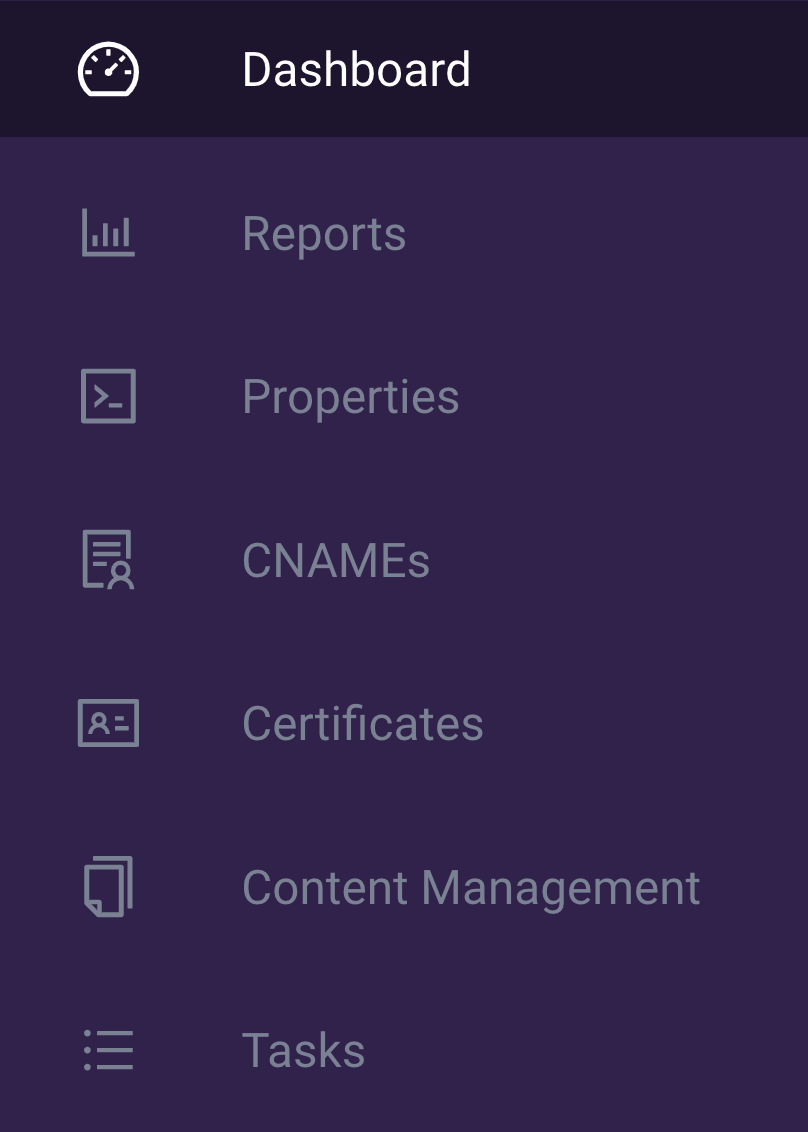 Dashboard
Reports
Properties
CNAMEs
Certificates
Content Management
Tasks